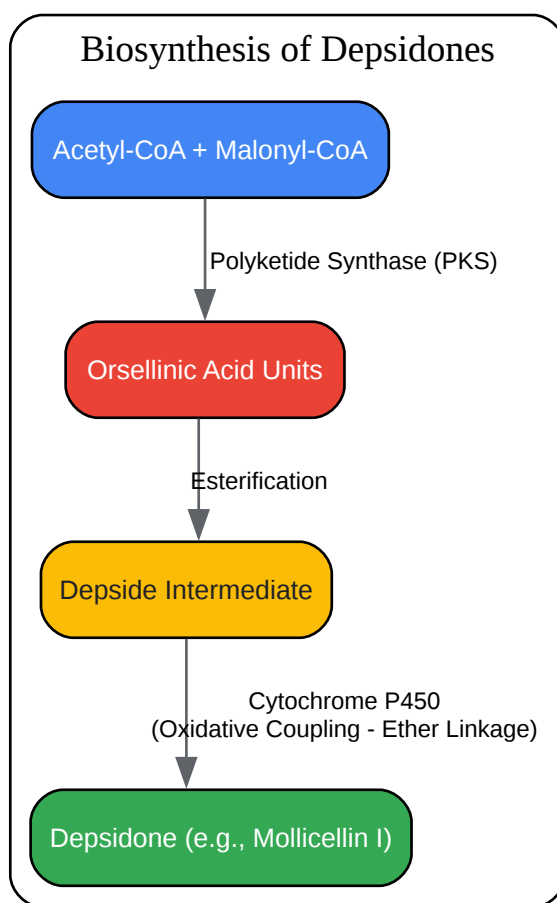 Biosynthesis of Depsidones
Acetyl-CoA + Malonyl-CoA
Polyketide Synthase (PKS)
Orsellinic Acid Units
Esterification
Depside Intermediate
Cytochrome P450
(Oxidative Coupling - Ether Linkage)
Depsidone (e.g., Mollicellin I)